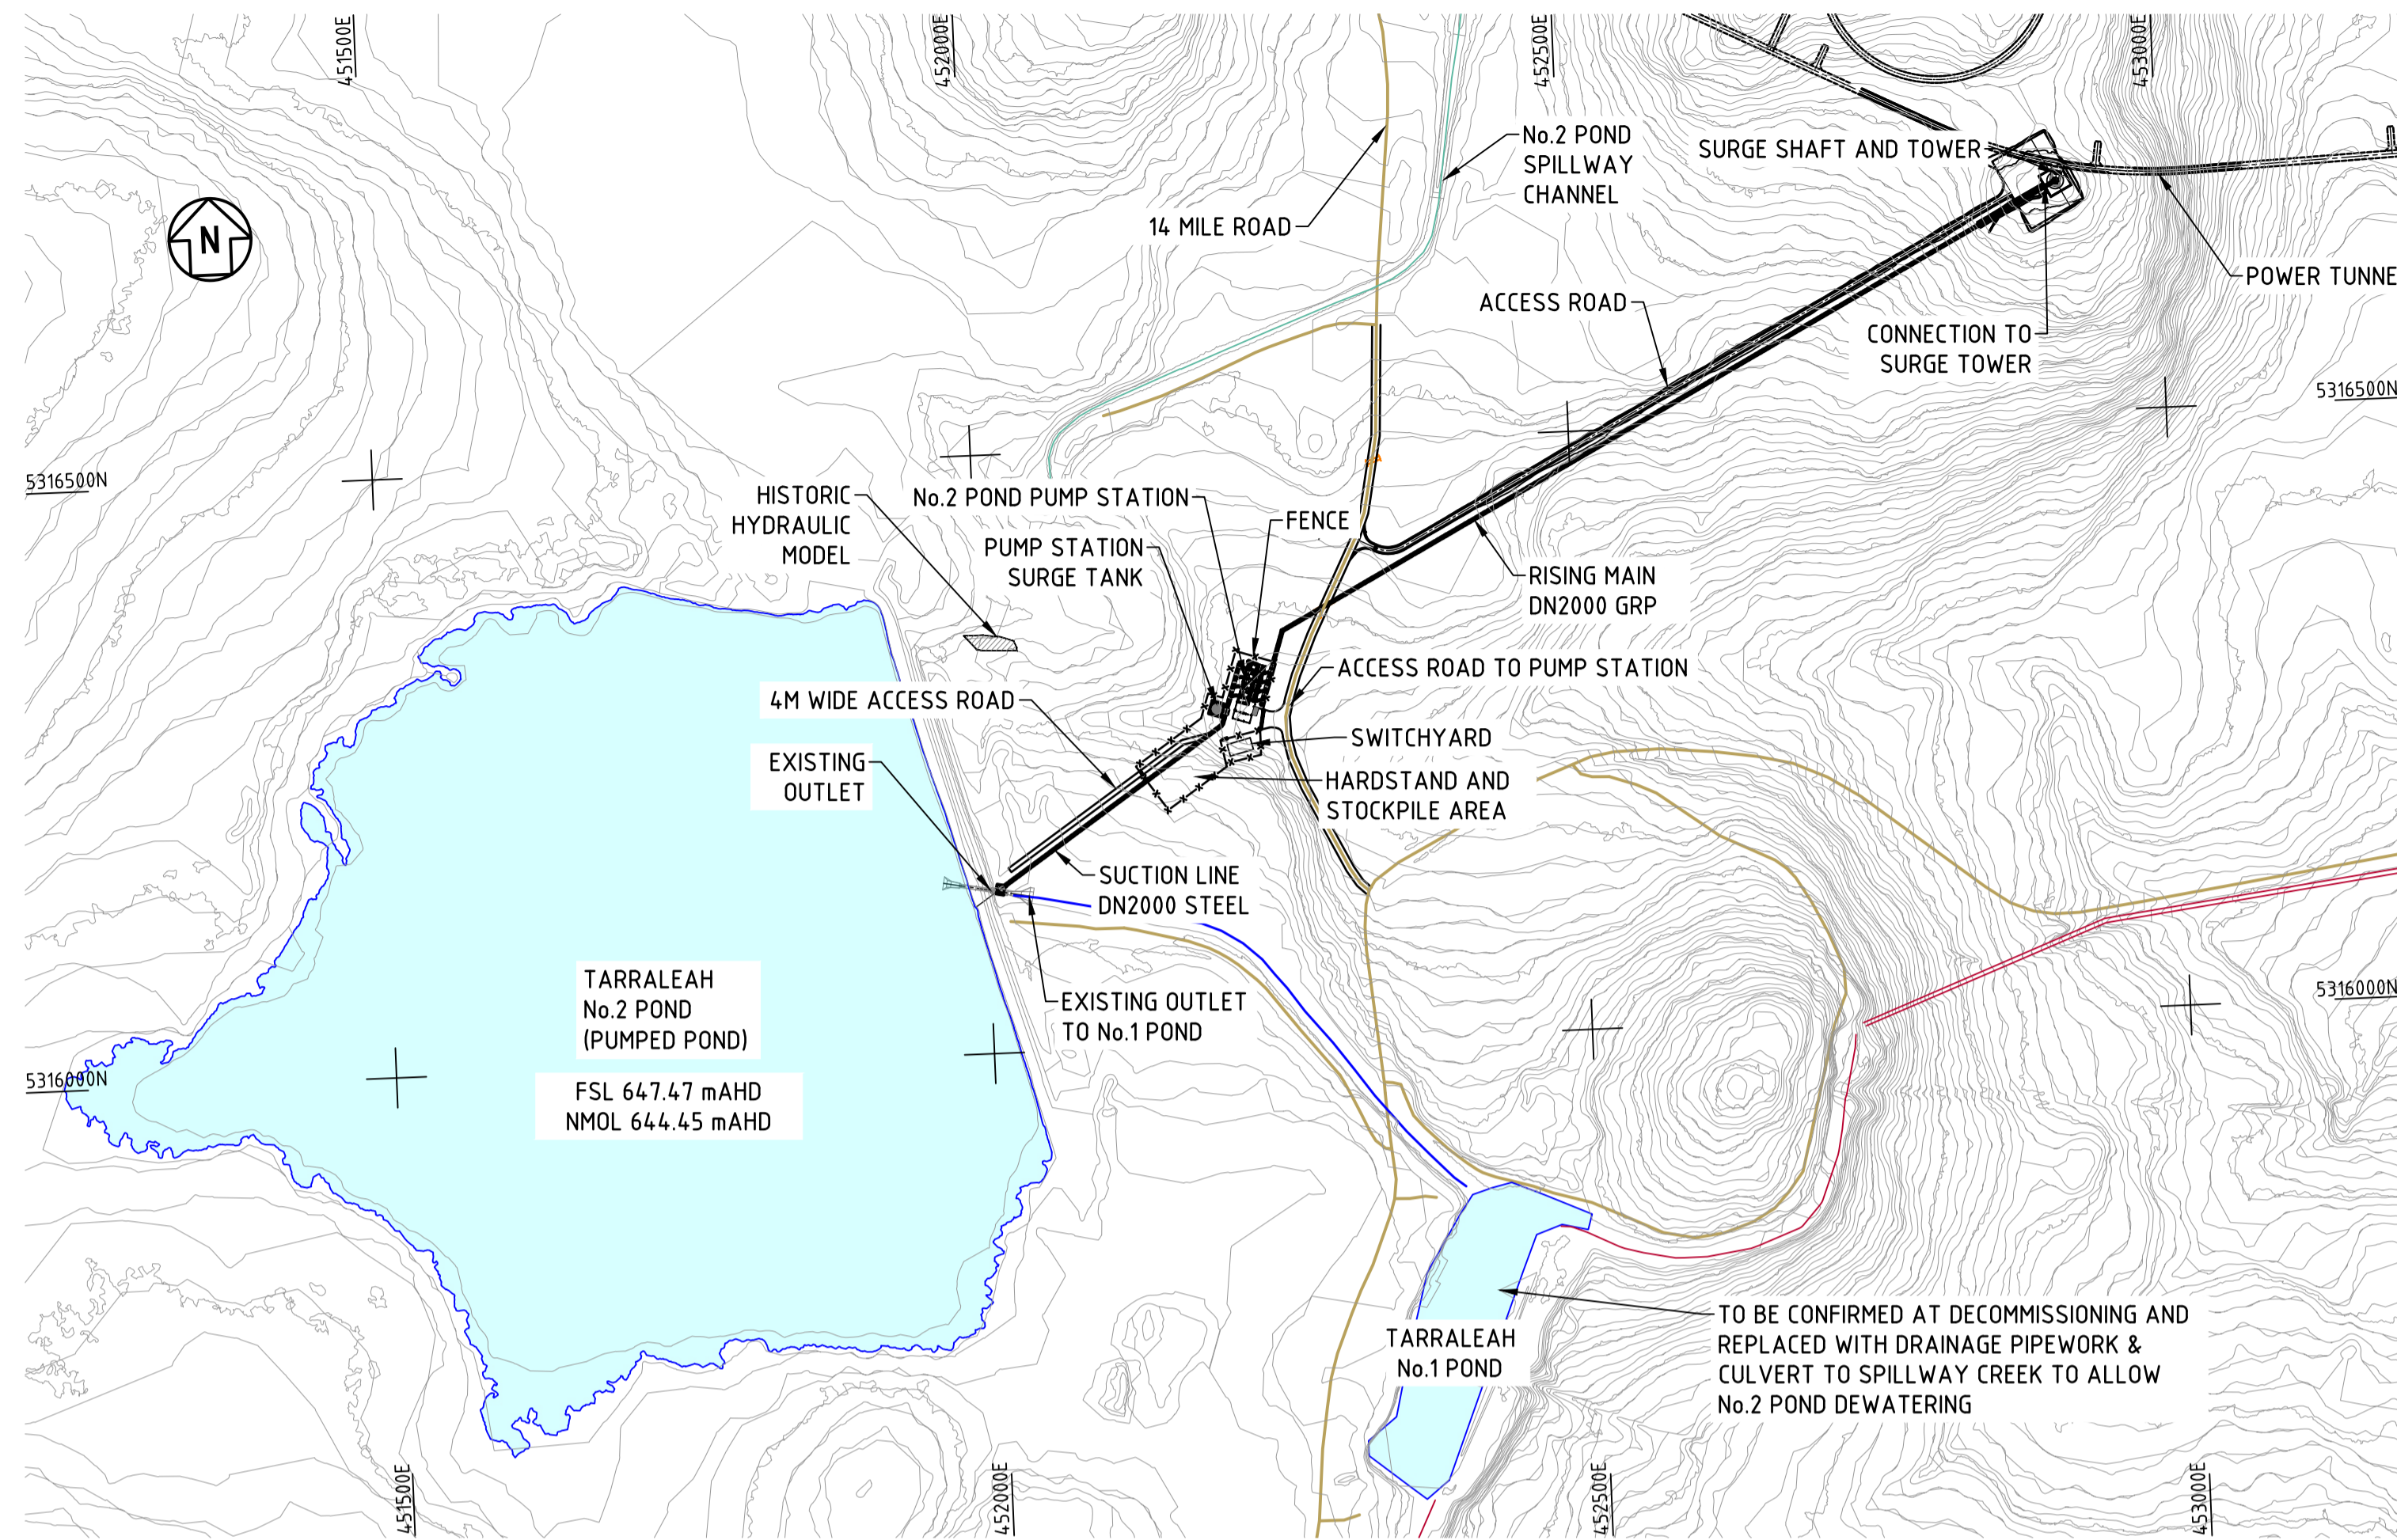 451500E
452000E
452500E
453000E
No.2 POND
SPILLWAY
CHANNEL
SURGE SHAFT AND TOWER
14 MILE ROAD
N
POWER TUNNE
ACCESS ROAD
CONNECTION TO
SURGE TOWER
5316500N
5316500N
HISTORIC
HYDRAULIC
MODEL
No.2 POND PUMP STATION
FENCE
PUMP STATION
SURGE TANK
RISING MAIN
DN2000 GRP
ACCESS ROAD TO PUMP STATION
4M WIDE ACCESS ROAD
SWITCHYARD
EXISTING
OUTLET
HARDSTAND AND
STOCKPILE AREA
SUCTION LINE
DN2000 STEEL
TARRALEAH
No.2 POND
(PUMPED POND)
EXISTING OUTLET
TO No.1 POND
5316000N
5316000N
FSL 647.47 mAHD
NMOL 644.45 mAHD
TARRALEAH
No.1 POND
TO BE CONFIRMED AT DECOMMISSIONING AND
REPLACED WITH DRAINAGE PIPEWORK &
CULVERT TO SPILLWAY CREEK TO ALLOW
No.2 POND DEWATERING
451500E
452000E
452500E
453000E